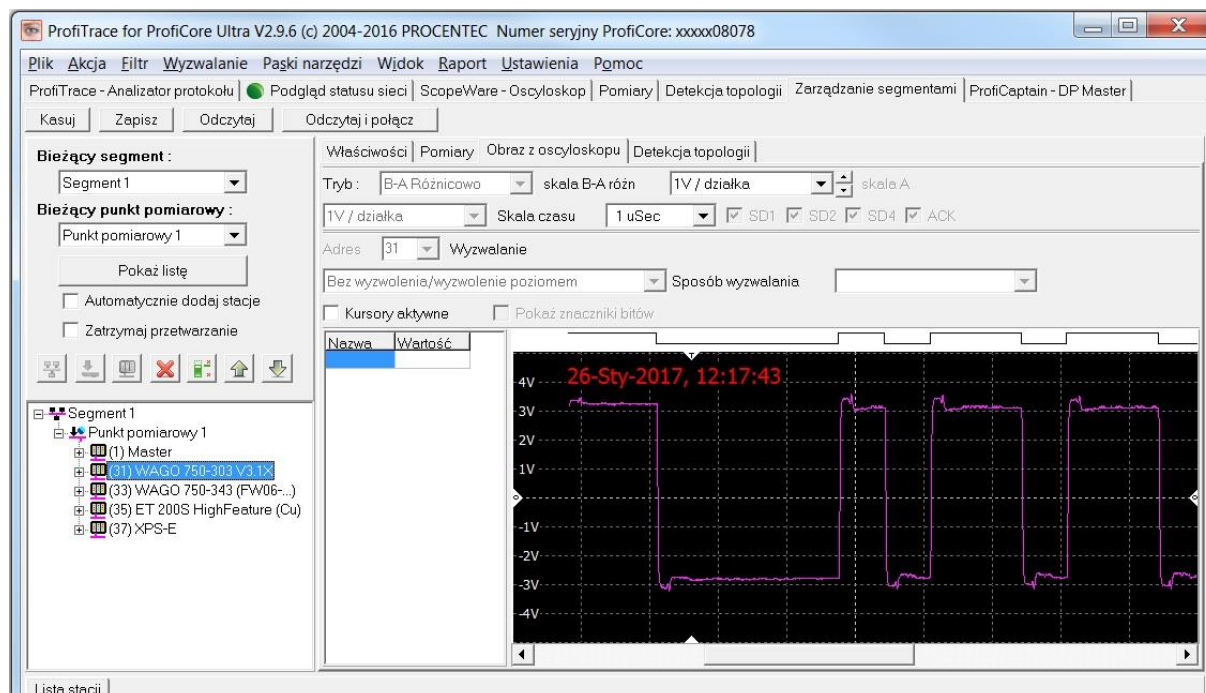 ProfiTrace for ProfiCore Ultra V2.9.6 (c) 2004-2016 PROCENTEC Numer seryjny ProfiCore: xxxxx08078
Plik Akcja Filtr Wyzwalanie Paski narzędzi Widok Raport Ustawienia Pomoc
ProfiTrace - Analizator protokołu Podgląd statusu sieci ScopeWare - Oscyloskop Pomiary Detekcja topologii Zarządzanie segmentami ProfiCaptain - DP Master
Kasuj Zapisz Odczytaj Odczytaj i połącz
Bieżący segment :
Segment 1
Bieżący punkt pomiarowy :
Punkt pomiarowy 1
Pokaż listę
Automatycznie dodaj stacje
Zatrzymaj przetwarzanie
Segment 1
Punkt pomiarowy 1
(1) Master
(31) WAGO 750-303 V3.1X
(33) WAGO 750-343 (FW06-...)
(35) ET 200S HighFeature (Cu)
(37) XPS-E
Właściwości Pomiary Obraz z oscyloskopu Detekcja topologii
Tryb : B-A Różnicowo skala B-A różn 1V / działka skala A
1V / działka Skala czasu 1 uSec SD1 SD2 SD4 ACK
Adres 31 Wyzwalanie
Bez wyzwolenia/wyzwolenie poziomem Sposób wyzwalania
Kursory aktywne Pokaż znaczniki bitów
Nazwa Wartość
T
26-Sty-2017, 12:17:43
4V
3V
2V
1V
-1V
-2V
-3V
-4V
Lista stacji